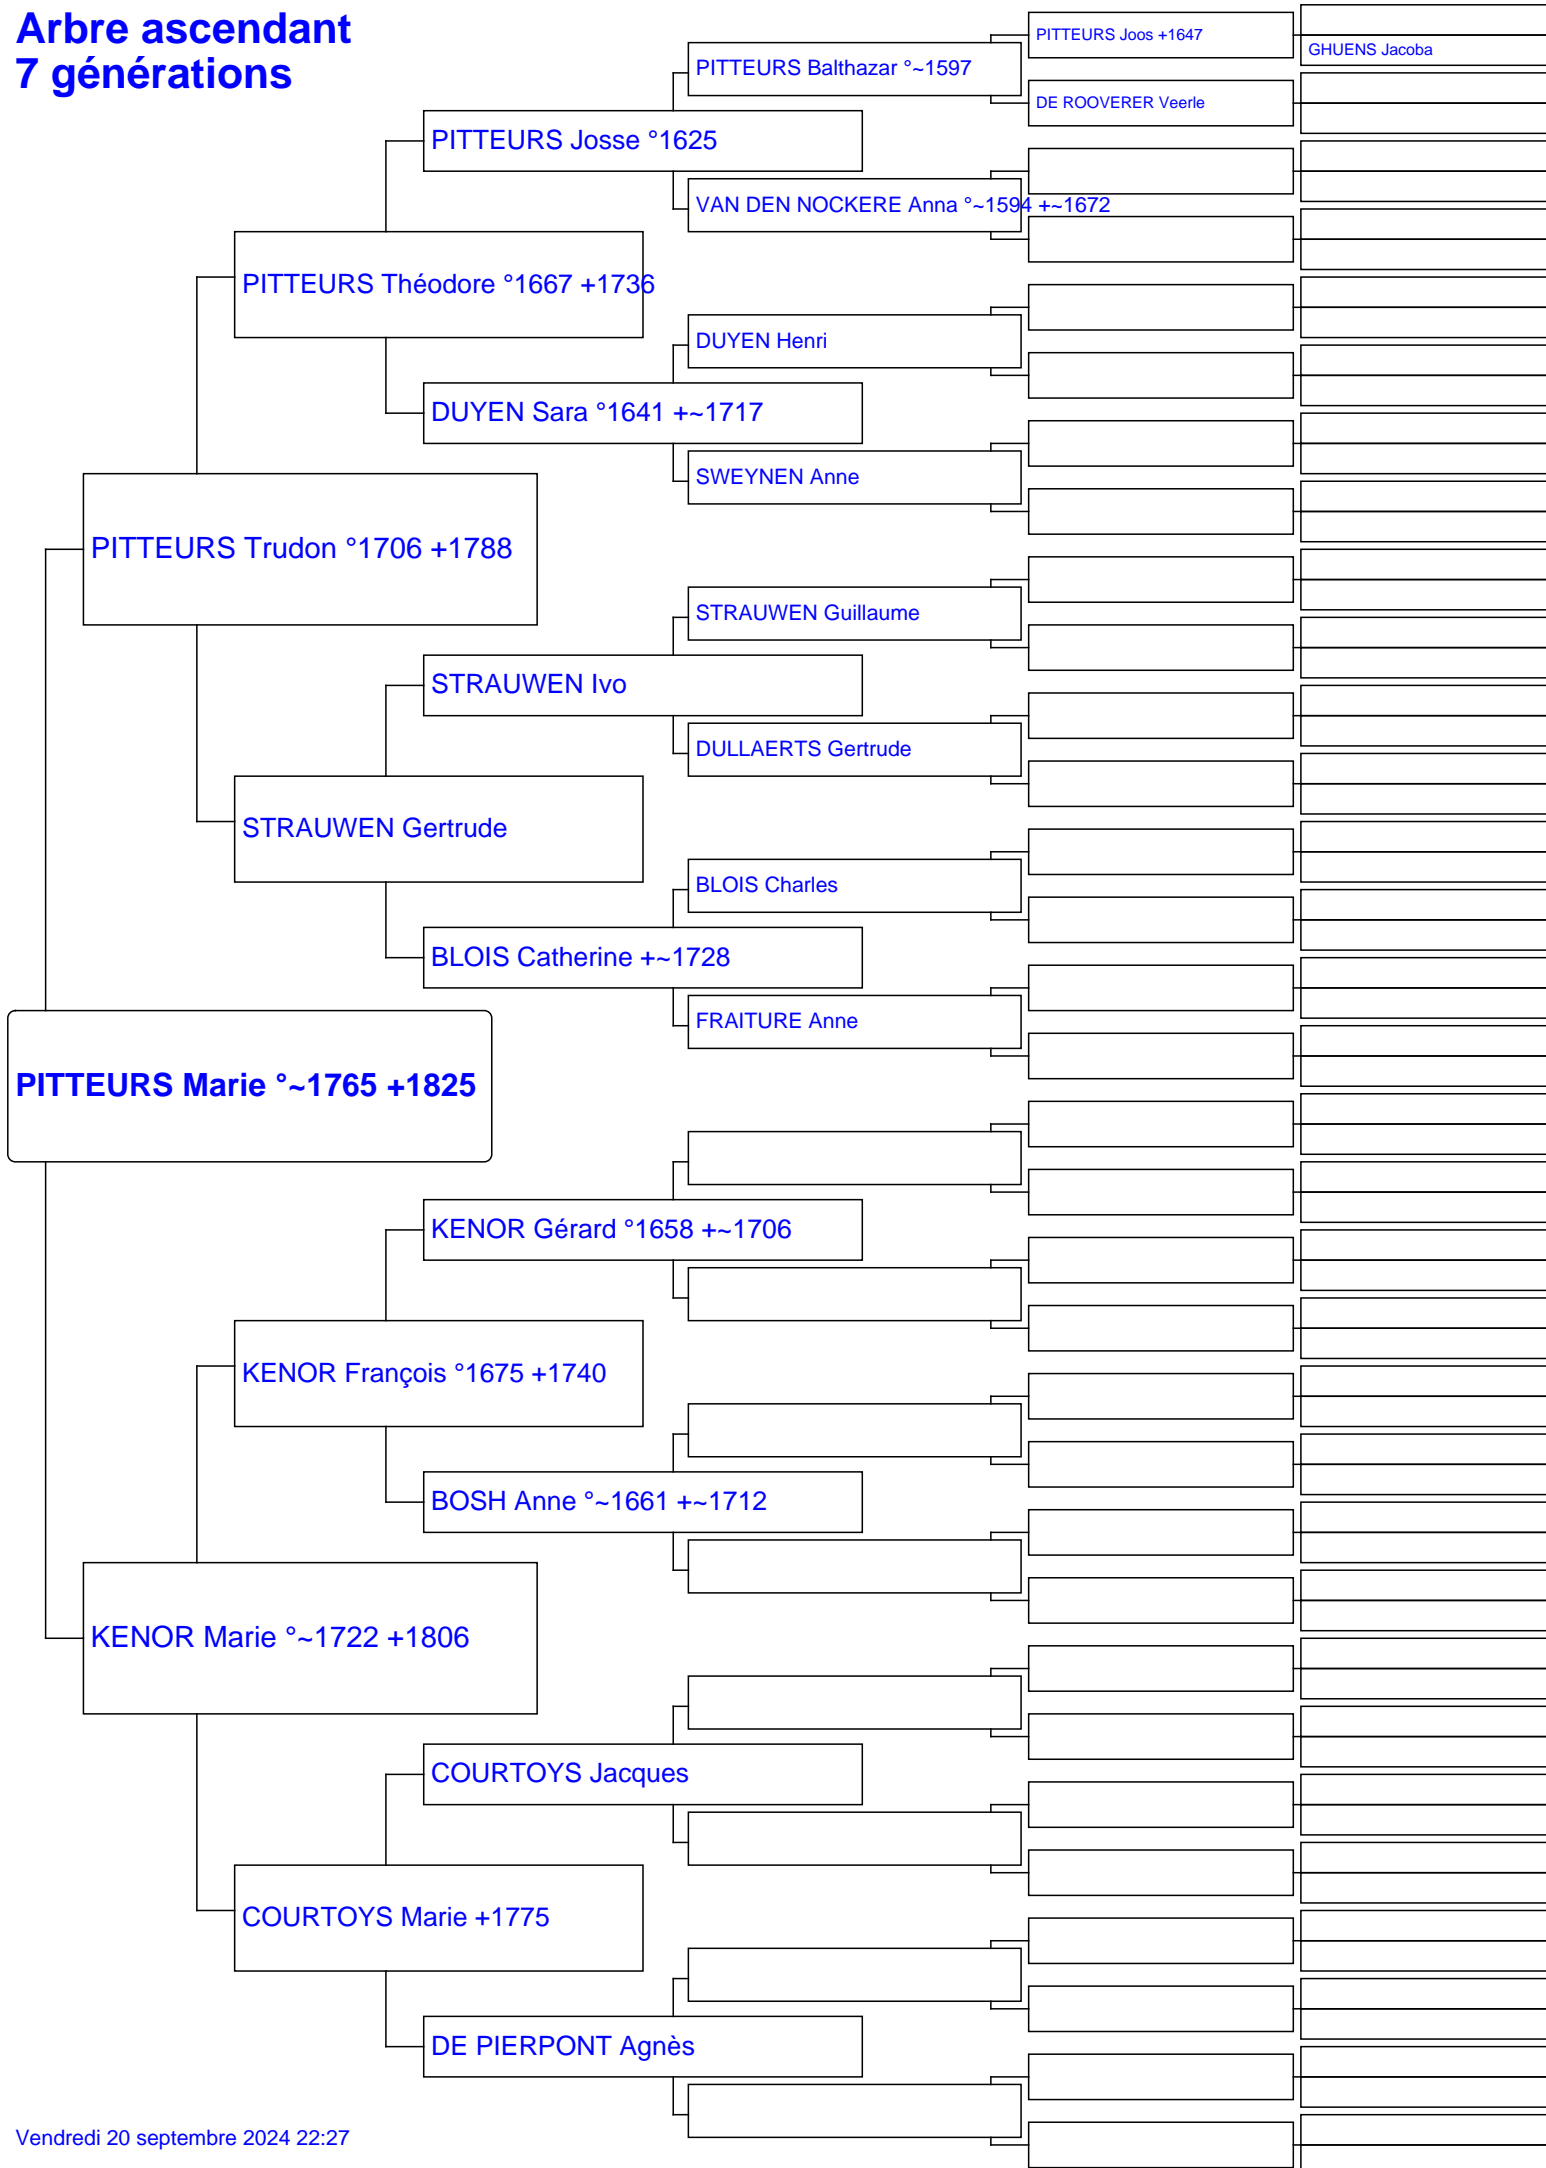 Arbre ascendant
7 générations
PITTEURS Joos +1647
GHUENS Jacoba
PITTEURS Balthazar °~1597
DE ROOVERER Veerle
PITTEURS Josse °1625
VAN DEN NOCKERE Anna °~1594 +~1672
PITTEURS Théodore °1667 +1736
DUYEN Henri
DUYEN Sara °1641 +~1717
SWEYNEN Anne
PITTEURS Trudon °1706 +1788
STRAUWEN Guillaume
STRAUWEN Ivo
DULLAERTS Gertrude
STRAUWEN Gertrude
BLOIS Charles
BLOIS Catherine +~1728
FRAITURE Anne
PITTEURS Marie °~1765 +1825
KENOR Gérard °1658 +~1706
KENOR François °1675 +1740
BOSH Anne °~1661 +~1712
KENOR Marie °~1722 +1806
COURTOYS Jacques
COURTOYS Marie +1775
DE PIERPONT Agnès
Vendredi 20 septembre 2024 22:27